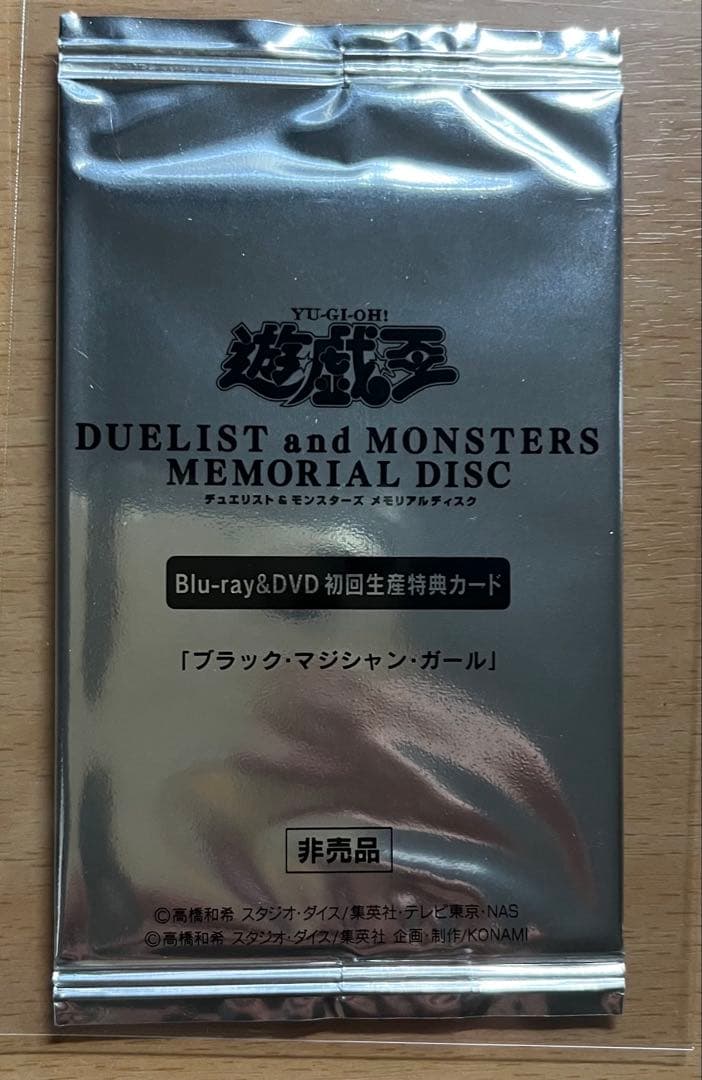 YU-GI-OH!
遊戯王
DUELIST and MONSTERS
MEMORIAL DISC
デュエリスト&モンスターズ メモリアルディスク
Blu-ray&DVD 初回生産特典カード
「ブラック・マジシャン・ガール」
非売品
©高橋和希 スタジオ・ダイス/集英社・テレビ東京・NAS
©高橋和希 スタジオ・ダイス/集英社 企画・制作/KONAMI